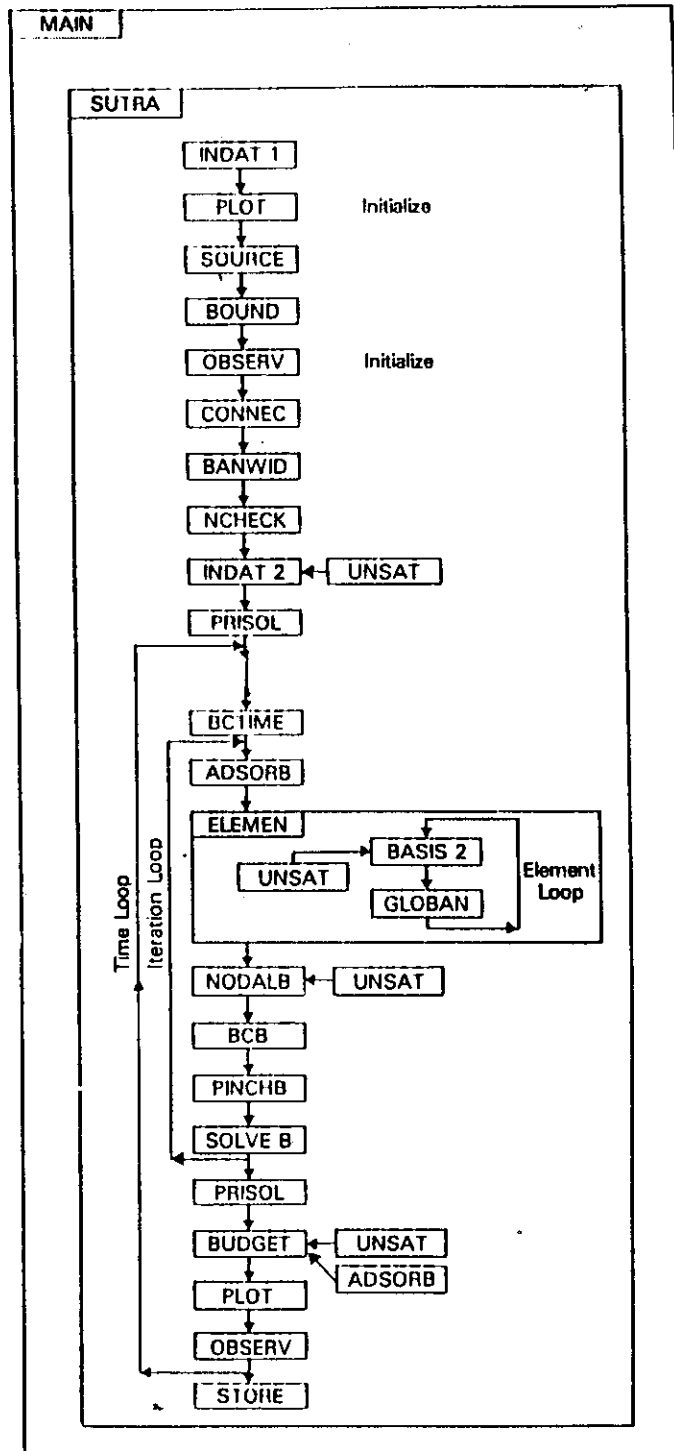 MAIN
SUTRA
INDAT 1
PLOT Initialize
SOURCE
BOUND
OBSERV Initialize
CONNEC
BANWID
NCHECK
INDAT 2 UNSAT
PRISOL
BCTIME
ADSORB
ELEMEN
BASIS 2
UNSAT
GLOBAN
Element
Loop
Time Loop
Iteration Loop
NODALB UNSAT
BCB
PINCHB
SOLVE B
PRISOL
BUDGET UNSAT
ADSORB
PLOT
OBSERV
STORE